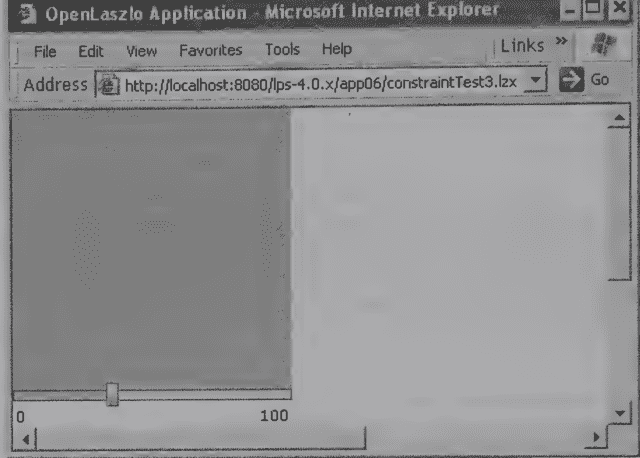 OpenLaszlo Application - Microsoft Internet Explorer
File Edit View Favorites Tools Help Links »
Address http://localhost:8080/lps-4.0.x/app06/constraintTest3.lzx Go
0 100